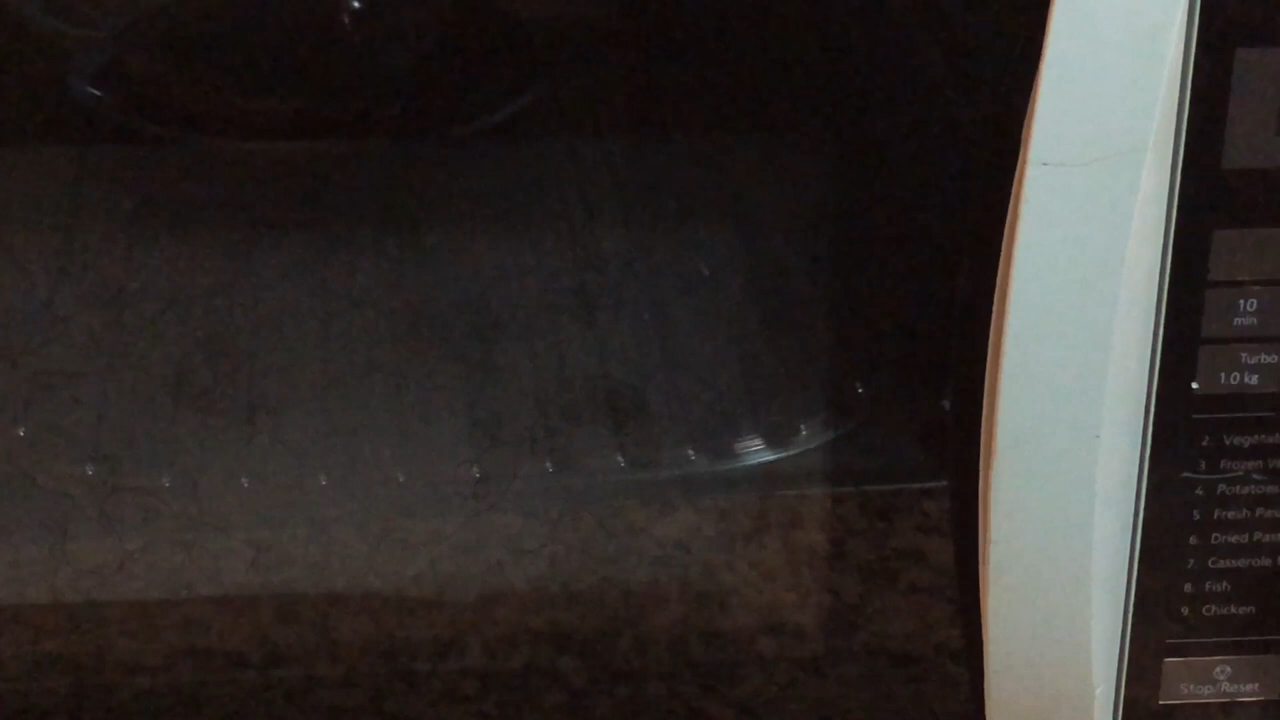 10
min
Turbo
1.0 kg
2. Vegetab
3 Frozen V
4 Potatoes
5 Fresh Pas
6. Dried Pas
7. Casserole
8. Fish
9. Chicken
Stop/Reset